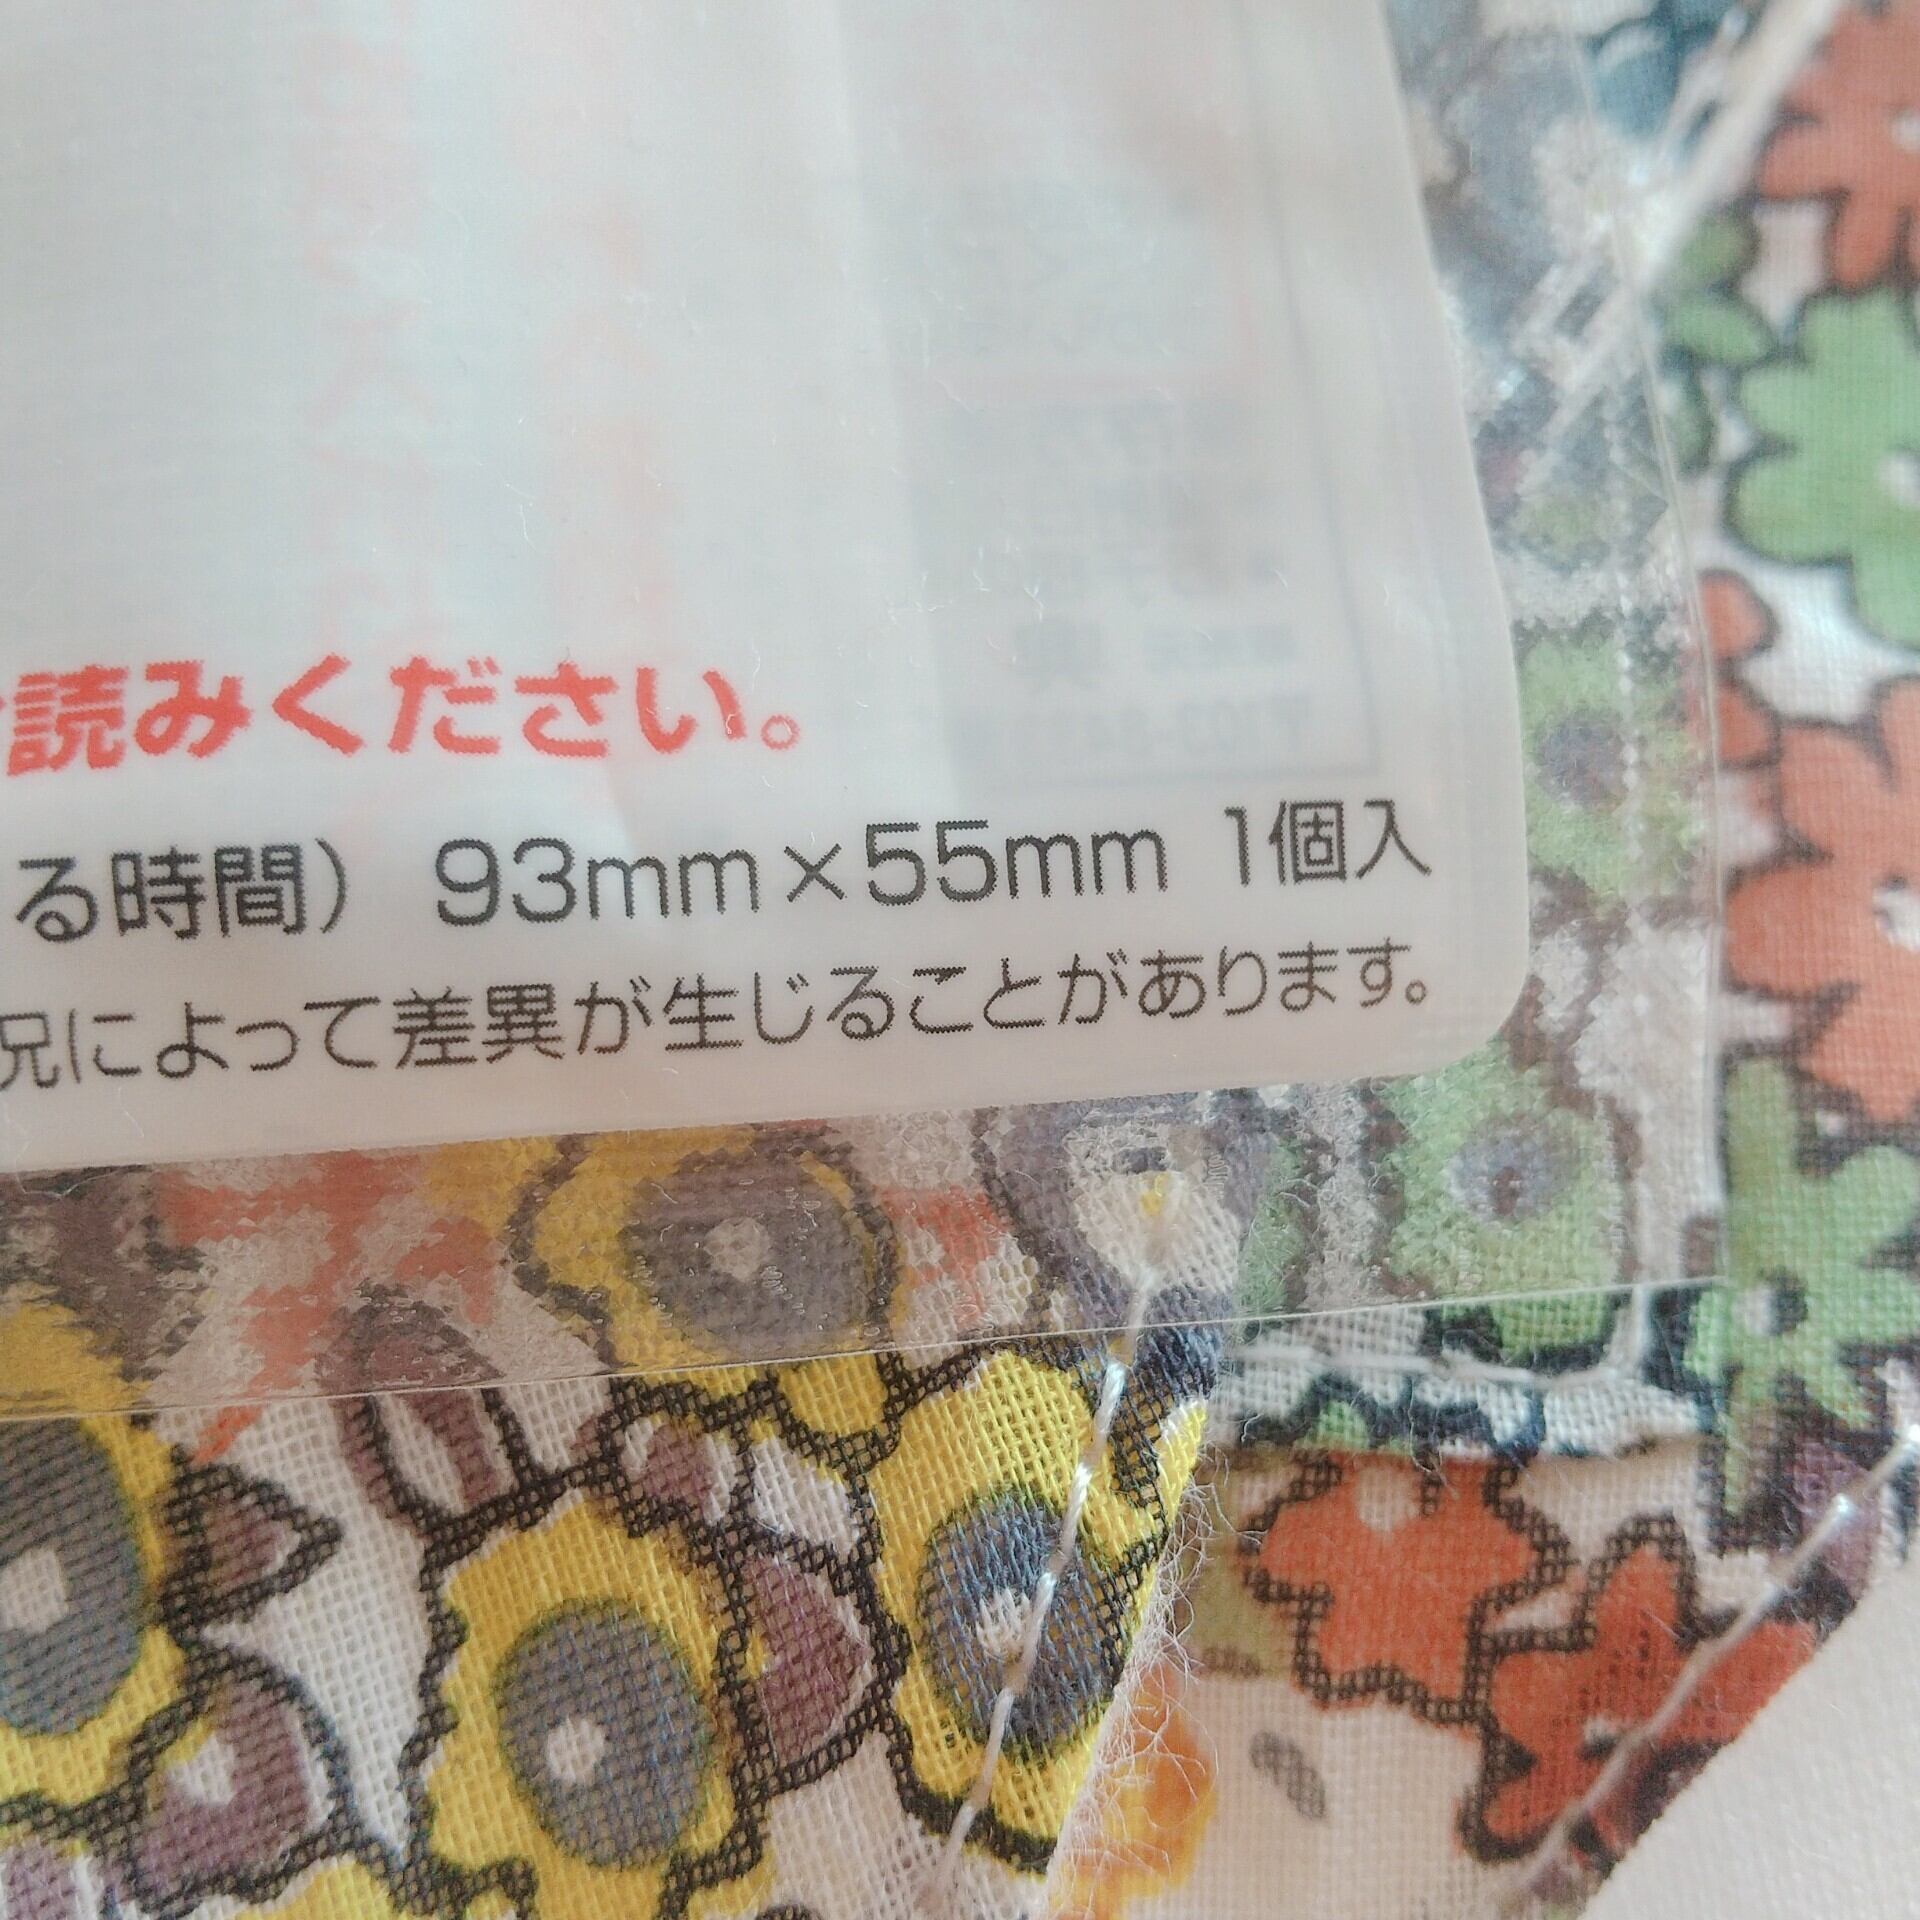 読みください。
る時間） 93mm×55mm 1個入
況によって差異が生じることがあります。